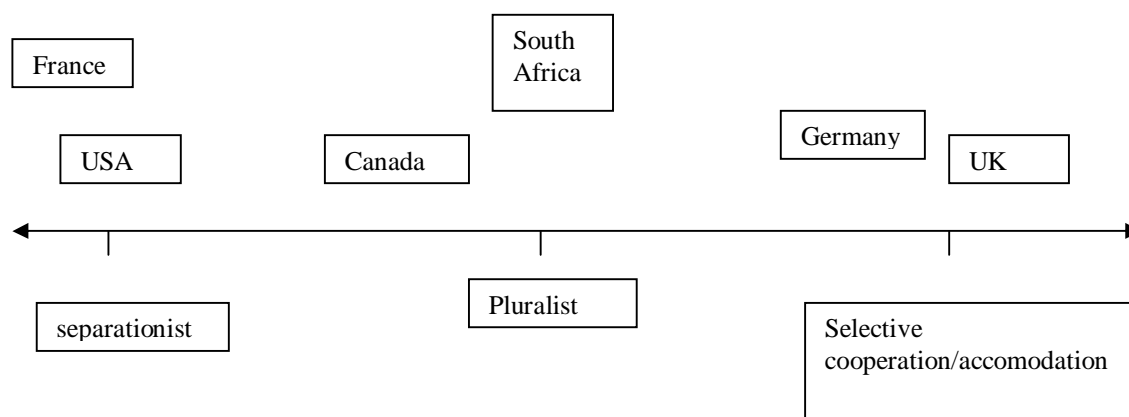 France
South
Africa
USA
Canada
Germany
UK
separationist
Pluralist
Selective
cooperation/accomodation